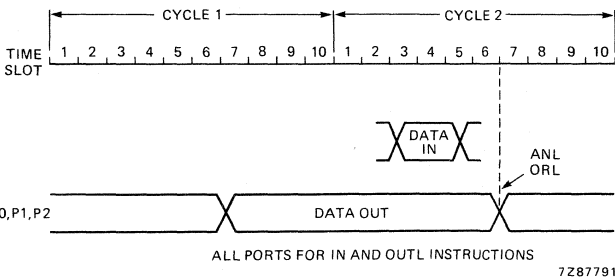 CYCLE 1 CYCLE 2
TIME SLOT 1 2 3 4 5 6 7 8 9 10 1 2 3 4 5 6 7 8 9 10
DATA IN
ANL
ORL
0,P1,P2 DATA OUT
ALL PORTS FOR IN AND OUTL INSTRUCTIONS
7Z87791